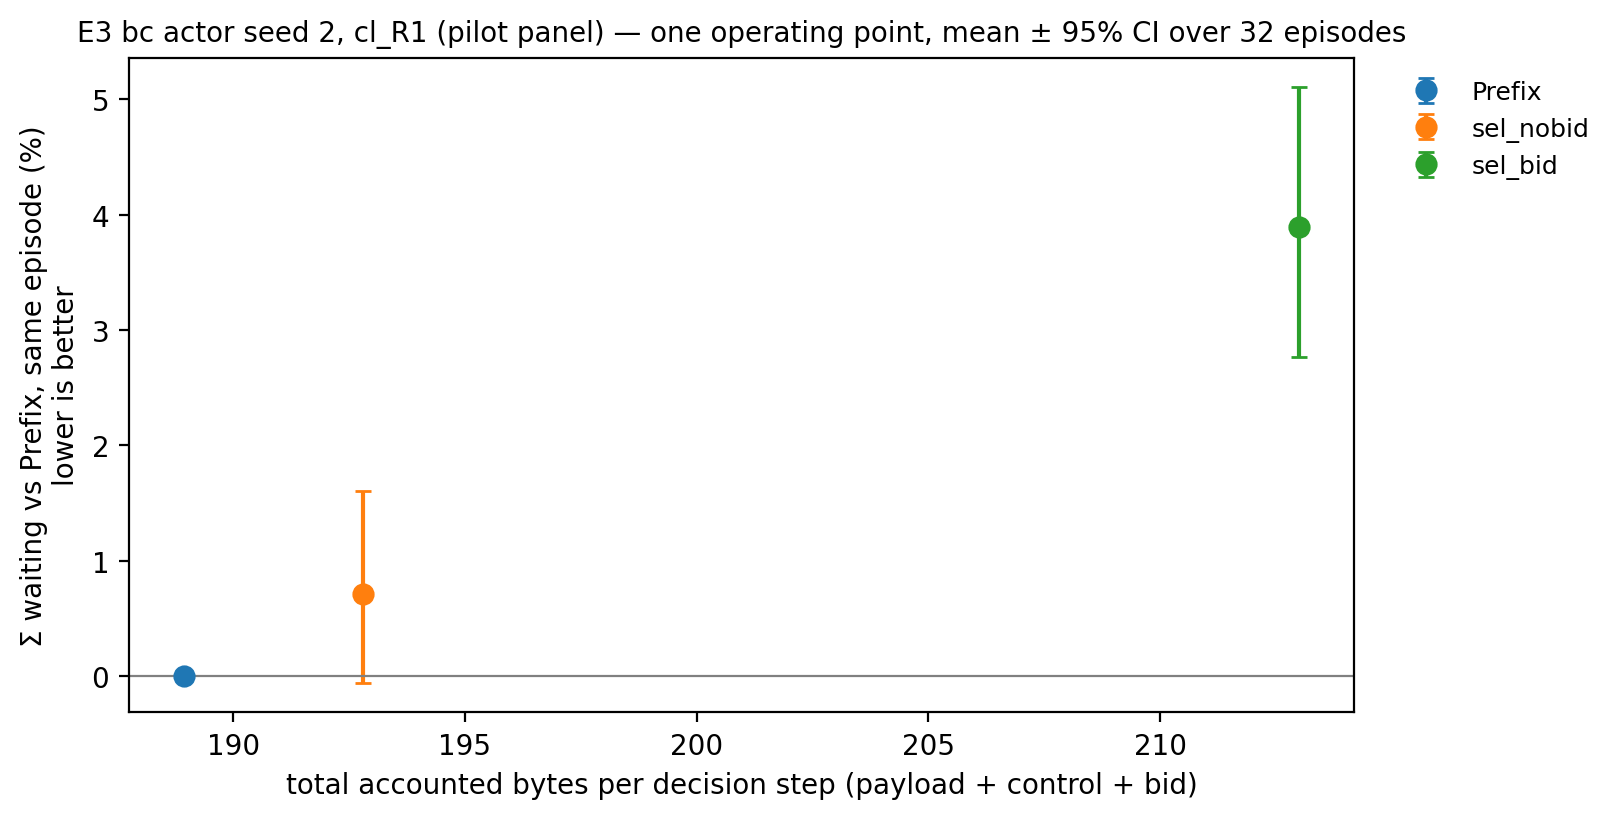 E3 bc actor seed 2, cl_R1 (pilot panel) — one operating point, mean ± 95% CI over 32 episodes
Prefix
sel_nobid
sel_bid
Σ waiting vs Prefix, same episode (%)
lower is better
5
4
3
2
1
0
190
195
200
205
210
total accounted bytes per decision step (payload + control + bid)